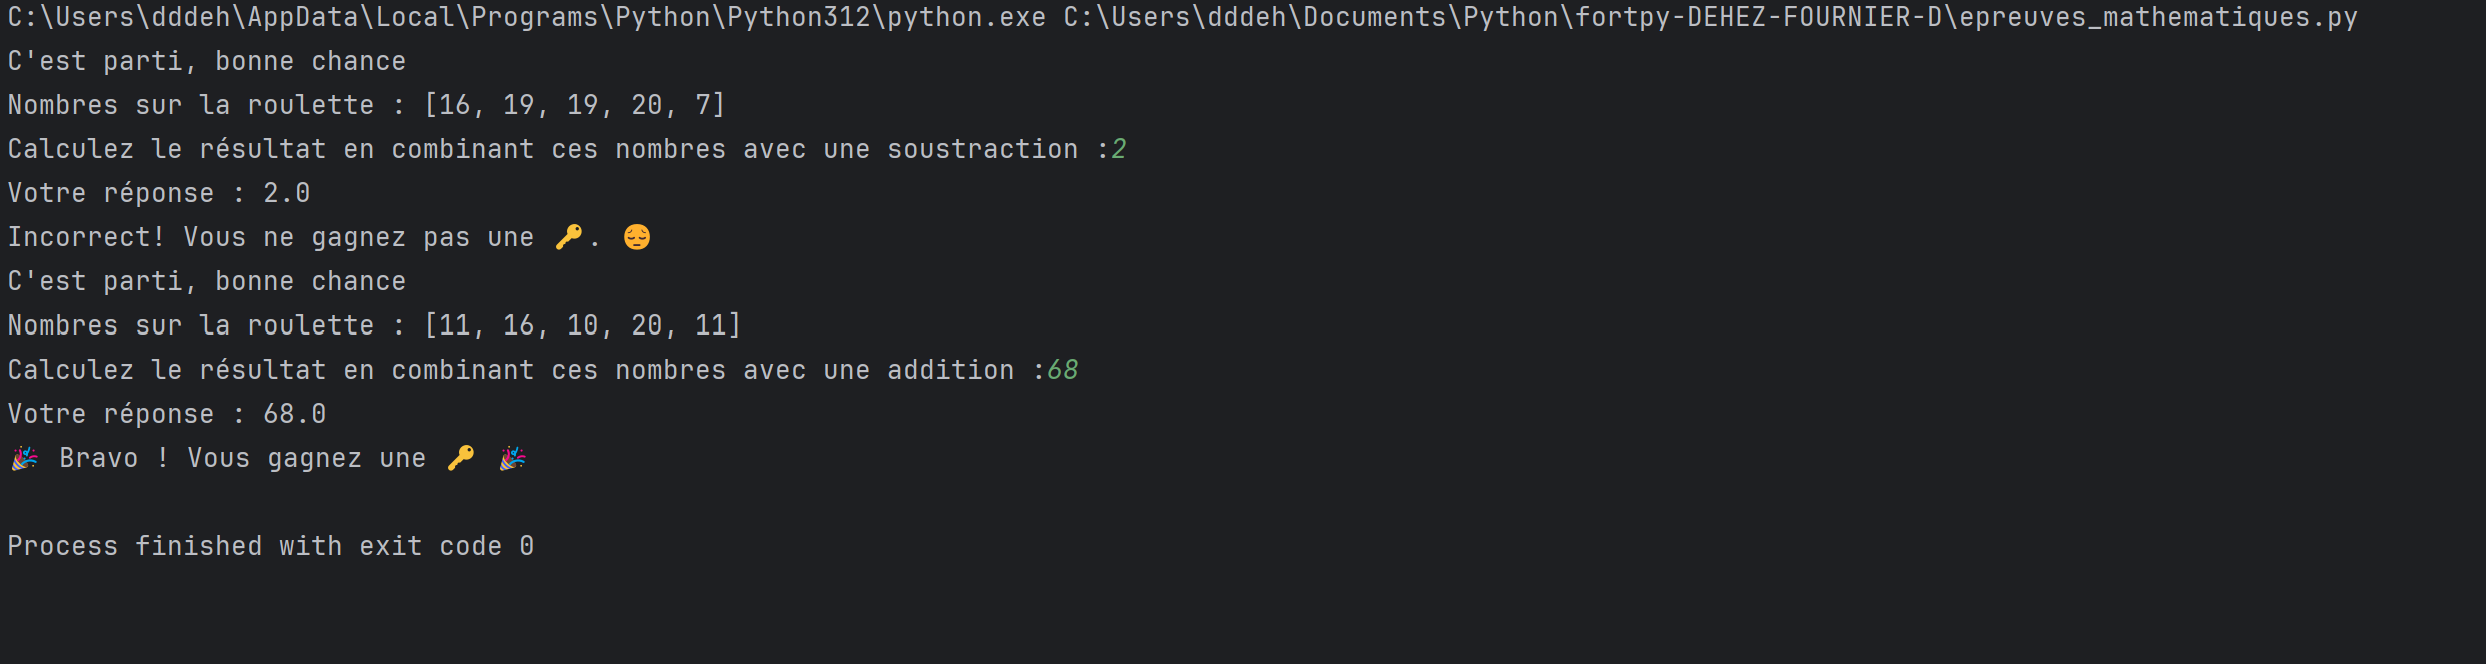 C:\Users\dddeh\AppData\Local\Programs\Python\Python312\python.exe C:\Users\dddeh\Documents\Python\fortpy-DEHEZ-FOURNIER-D\epreuves_mathematiques.py
C'est parti, bonne chance
Nombres sur la roulette : [16, 19, 19, 20, 7]
Calculez le résultat en combinant ces nombres avec une soustraction :2
Votre réponse : 2.0
Incorrect! Vous ne gagnez pas une 🔑. 😔
C'est parti, bonne chance
Nombres sur la roulette : [11, 16, 10, 20, 11]
Calculez le résultat en combinant ces nombres avec une addition :68
Votre réponse : 68.0
🎉 Bravo ! Vous gagnez une 🔑 🎉
Process finished with exit code 0